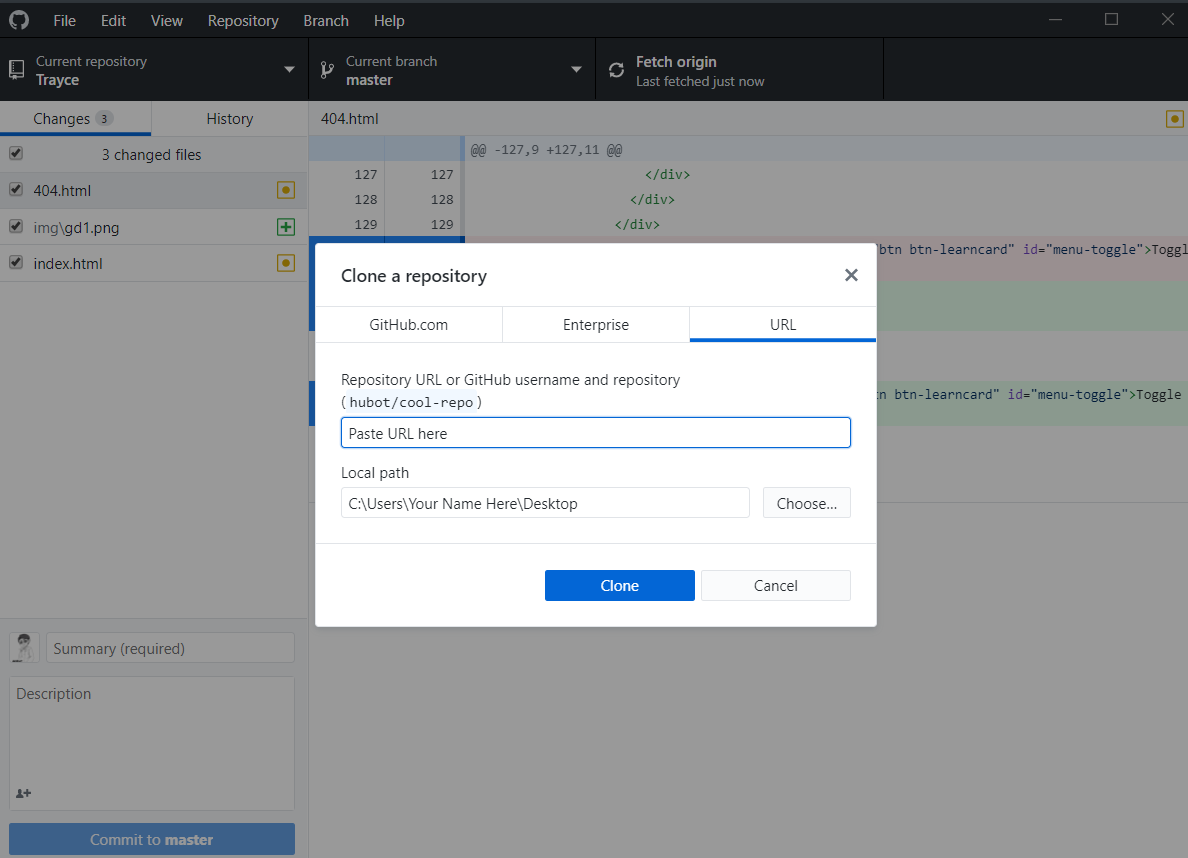 File Edit View Repository Branch Help
Current repository
Trayce
Current branch
master
Fetch origin
Last fetched just now
Changes 3 History
3 changed files
404.html
img\gd1.png
index.html
404.html
@@ -127,9 +127,11 @@
127 127 </div>
128 128 </div>
129 129 </div>
btn btn-learncard" id="menu-toggle">Toggl
btn-learncard" id="menu-toggle">Toggle
Clone a repository
GitHub.com Enterprise URL
Repository URL or GitHub username and repository
(hubot/cool-repo)
Paste URL here
Local path
C:\Users\Your Name Here\Desktop Choose...
Clone Cancel
Summary (required)
Description
Commit to master